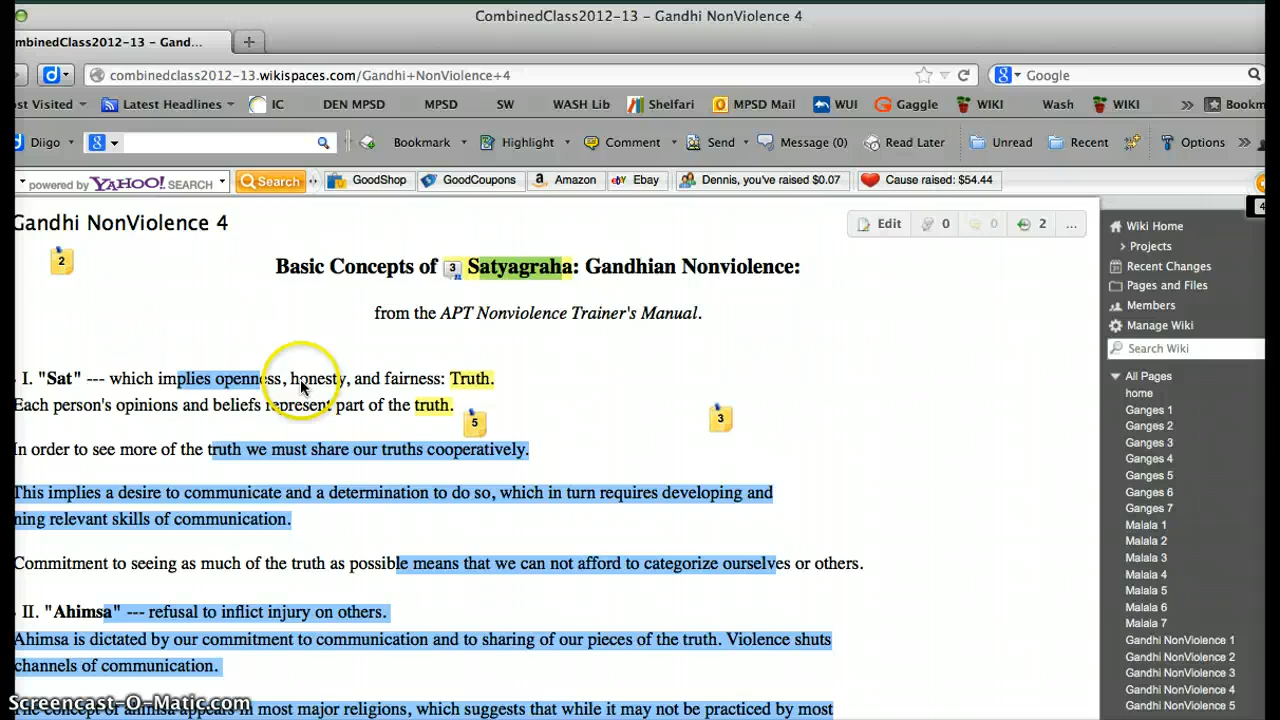 CombinedClass2012-13 - Gandhi NonViolence 4
mbinedClass2012-13 - Gand...
combinedclass2012-13.wikispaces.com/Gandhi+NonViolence+4
Google
st Visited
Latest Headlines
IC
DEN MPSD
MPSD
SW
WASH Lib
Shelfari
MPSD Mail
WUI
Gaggle
WIKI
Wash
WIKI
Bookm
Diigo
Bookmark
Highlight
Comment
Send
Message (0)
Read Later
Unread
Recent
Options
powered by YAHOO! SEARCH
Search
GoodShop
GoodCoupons
Amazon
Ebay
Dennis, you've raised $0.07
Cause raised: $54.44
Gandhi NonViolence 4
Edit
0
0
2
...
2
Basic Concepts of 3 Satyagraha: Gandhian Nonviolence:
from the APT Nonviolence Trainer's Manual.
I. "Sat" --- which implies openness, honesty, and fairness: Truth.
Each person's opinions and beliefs represent part of the truth.
5
3
In order to see more of the truth we must share our truths cooperatively.
This implies a desire to communicate and a determination to do so, which in turn requires developing and
ning relevant skills of communication.
Commitment to seeing as much of the truth as possible means that we can not afford to categorize ourselves or others.
II. "Ahimsa" --- refusal to inflict injury on others.
Ahimsa is dictated by our commitment to communication and to sharing of our pieces of the truth. Violence shuts
channels of communication.
The concept of ahimsa appears in most major religions, which suggests that while it may not be practiced by most
Screencast-O-Matic.com
4
Wiki Home
Projects
Recent Changes
Pages and Files
Members
Manage Wiki
Search Wiki
All Pages
home
Ganges 1
Ganges 2
Ganges 3
Ganges 4
Ganges 5
Ganges 6
Ganges 7
Malala 1
Malala 2
Malala 3
Malala 4
Malala 5
Malala 6
Malala 7
Gandhi NonViolence 1
Gandhi NonViolence 2
Gandhi NonViolence 3
Gandhi NonViolence 4
Gandhi NonViolence 5